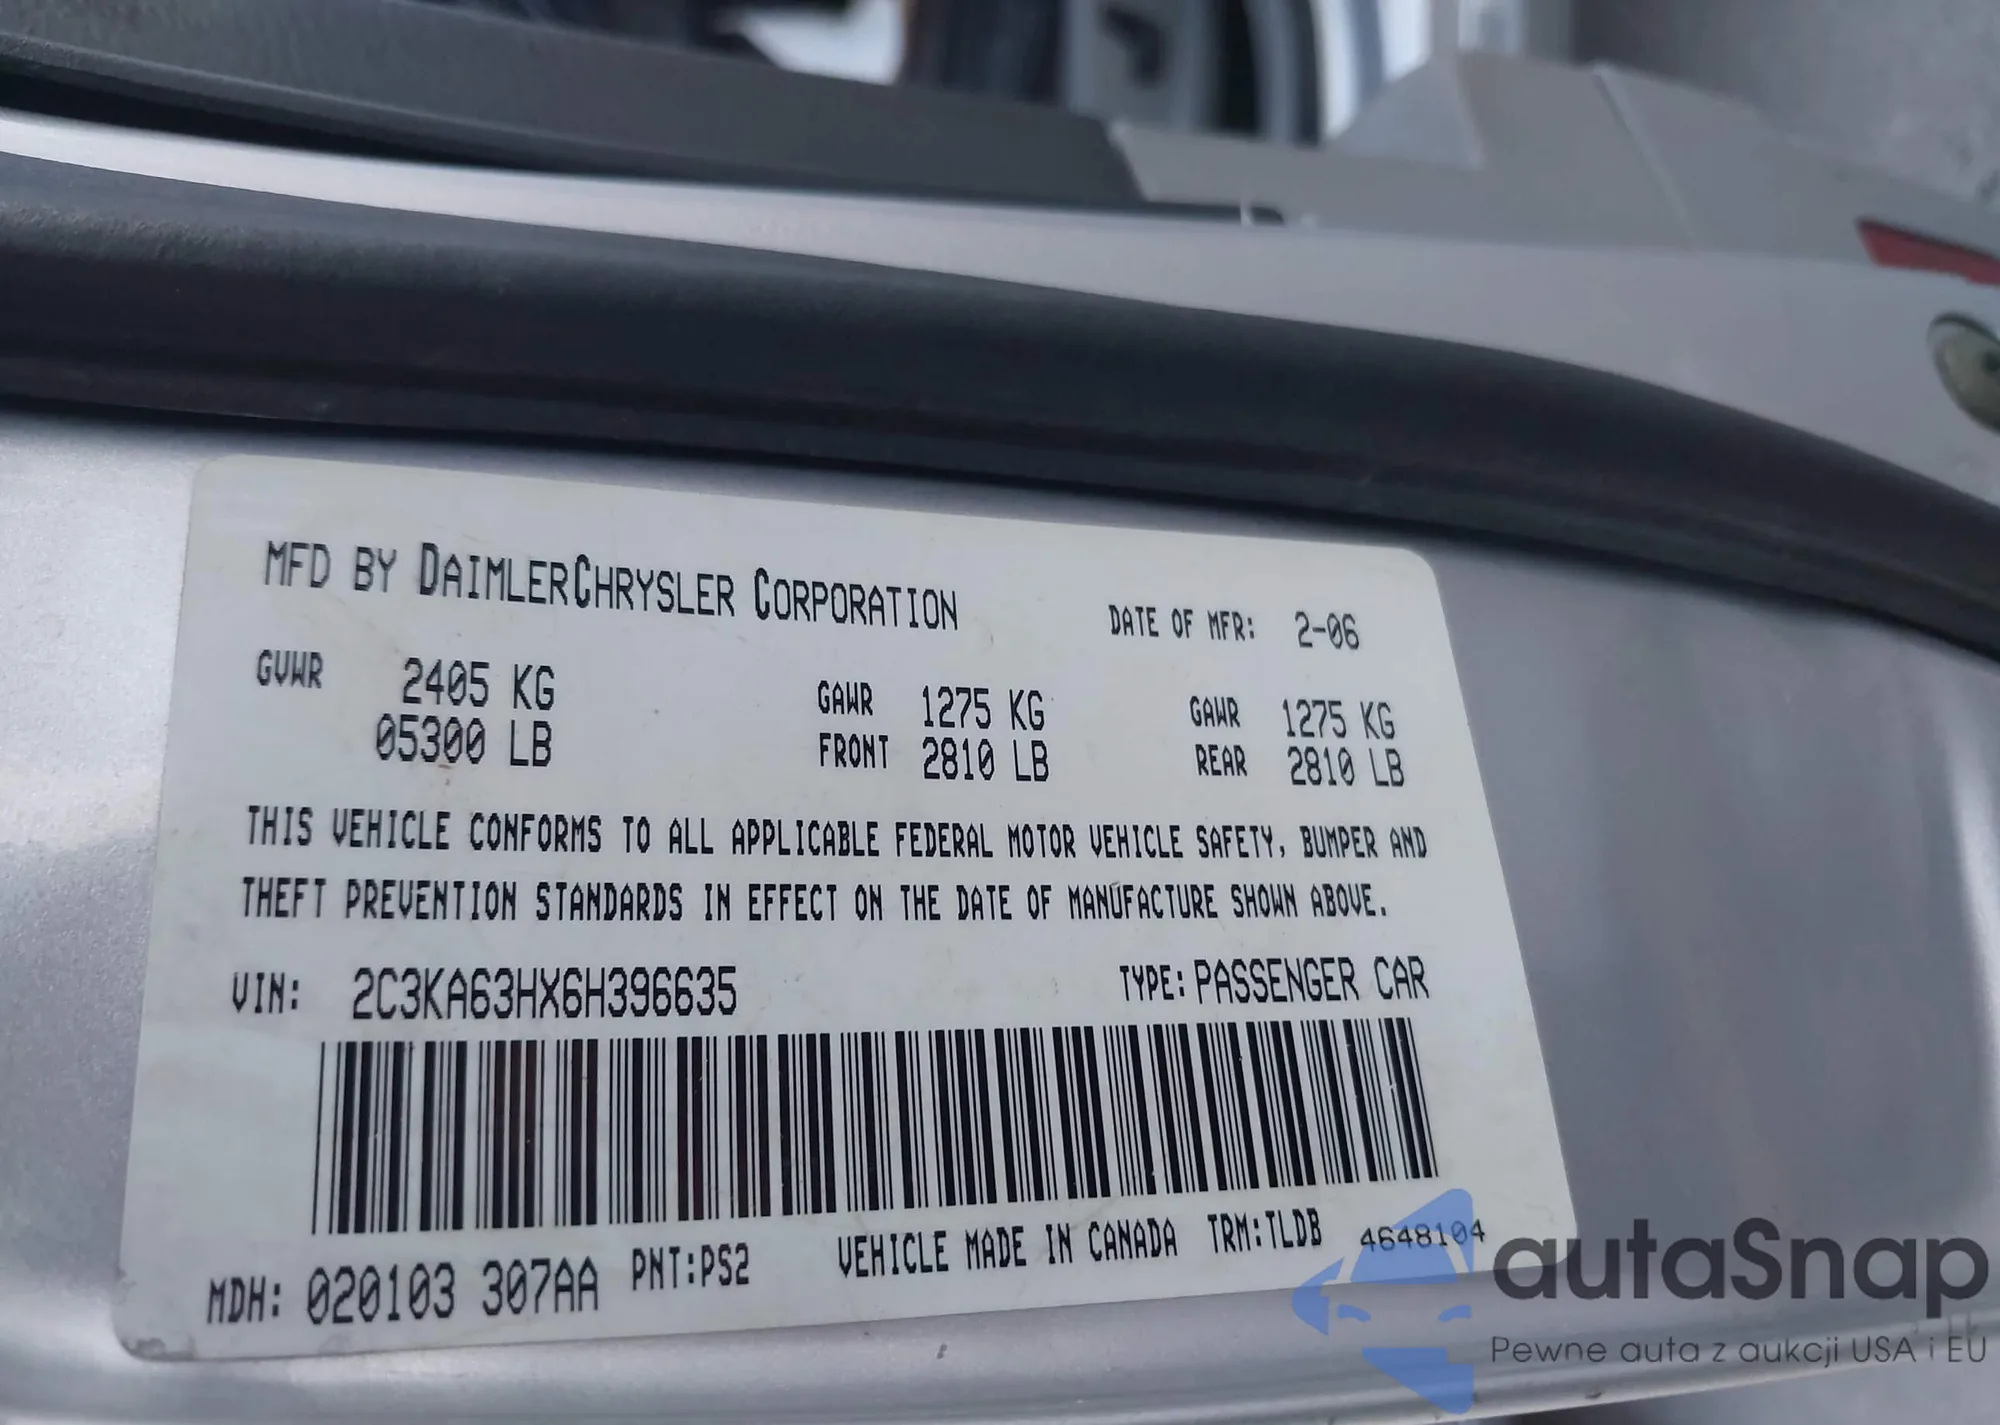 MFD BY DAIMLERCHRYSLER CORPORATION DATE OF MFR: 2-06
GVWR 2405 KG GAWR 1275 KG GAWR 1275 KG
05300 LB FRONT 2810 LB REAR 2810 LB
THIS VEHICLE CONFORMS TO ALL APPLICABLE FEDERAL MOTOR VEHICLE SAFETY, BUMPER AND
THEFT PREVENTION STANDARDS IN EFFECT ON THE DATE OF MANUFACTURE SHOWN ABOVE.
VIN: 2C3KA63HX6H396635 TYPE: PASSENGER CAR
MDH: 020103 307AA PNT:PS2 VEHICLE MADE IN CANADA TRM:TLDB 4648104
autaSnap
Pewne auta z aukcji USA i EU